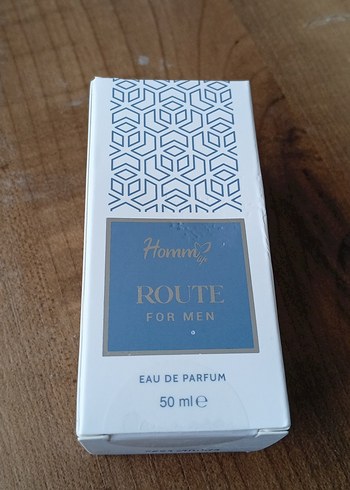 Homm
ROUTE
FOR MEN
EAU DE PARFUM
50 ml ℮